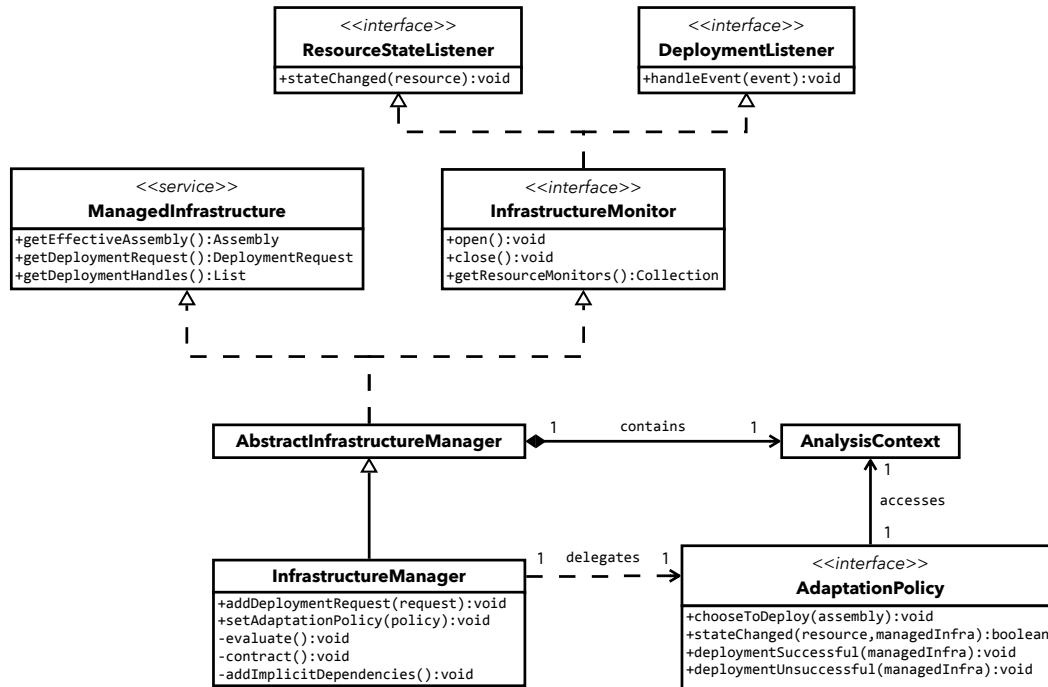 <<interface>>
ResourceStateListener
+stateChanged(resource):void
<<interface>>
DeploymentListener
+handleEvent(event):void
<<service>>
ManagedInfrastructure
+getEffectiveAssembly():Assembly
+getDeploymentRequest():DeploymentRequest
+getDeploymentHandles():List
<<interface>>
InfrastructureMonitor
+open():void
+close():void
+getResourceMonitors():Collection
AbstractInfrastructureManager
1
contains
1
AnalysisContext
1
accesses
1
InfrastructureManager
+addDeploymentRequest(request):void
+setAdaptationPolicy(policy):void
-evaluate():void
-contract():void
-addImplicitDependencies():void
1
delegates
1
<<interface>>
AdaptationPolicy
+chooseToDeploy(assembly):void
+stateChanged(resource,managedInfra):boolean
+deploymentSuccessful(managedInfra):void
+deploymentUnsuccessful(managedInfra):void